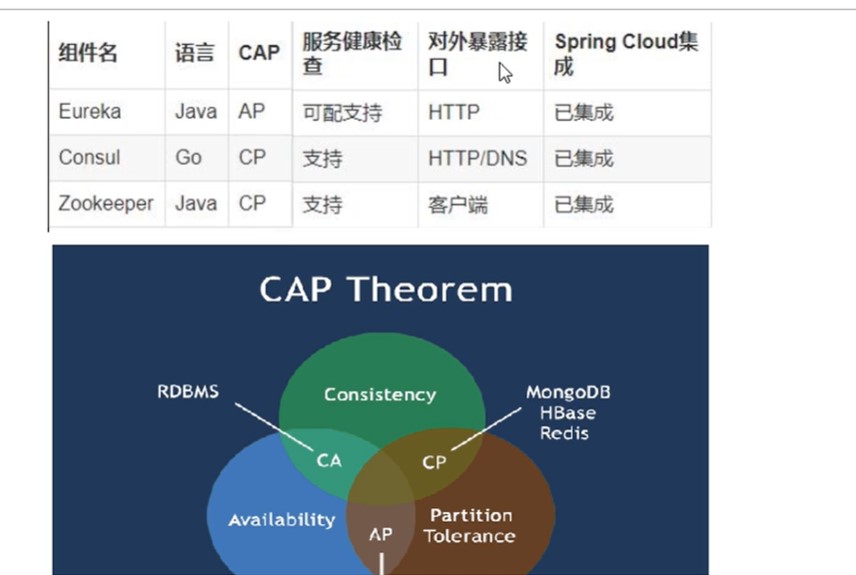 组件名 语言 CAP 服务健康检查 对外暴露接口 Spring Cloud集成
Eureka Java AP 可配支持 HTTP 已集成
Consul Go CP 支持 HTTP/DNS 已集成
Zookeeper Java CP 支持 客户端 已集成
CAP Theorem
RDBMS
Consistency
MongoDB
HBase
Redis
CA
CP
Availability
AP
Partition
Tolerance